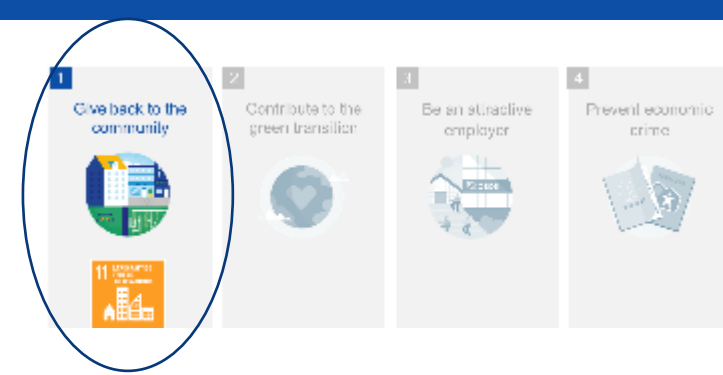 1
Give back to the
community
11
2
Contribute to the
green transition
3
Be an attractive
employer
4
Prevent economic
crime